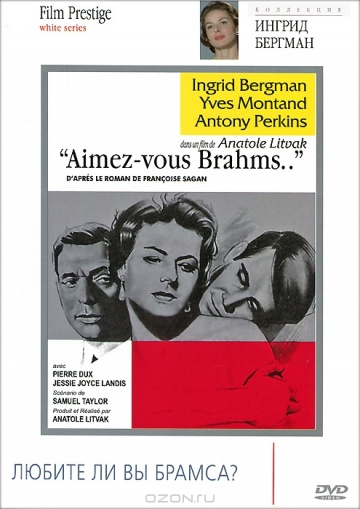 Film Prestige
white series
КОЛЛЕКЦИЯ
ИНГРИД
БЕРГМАН
Ingrid Bergman
Yves Montand
Antony Perkins
dans un film de Anatole Litvak
“Aimez-vous Brahms..”
D'APRÉS LE ROMAN DE FRANÇOISE SAGAN
avec
PIERRE DUX
JESSIE JOYCE LANDIS
Scénario de
SAMUEL TAYLOR
Produit et Réalisé par
ANATOLE LITVAK
ЛЮБИТЕ ЛИ ВЫ БРАМСА?
DVD
VIDEO
OZON.RU